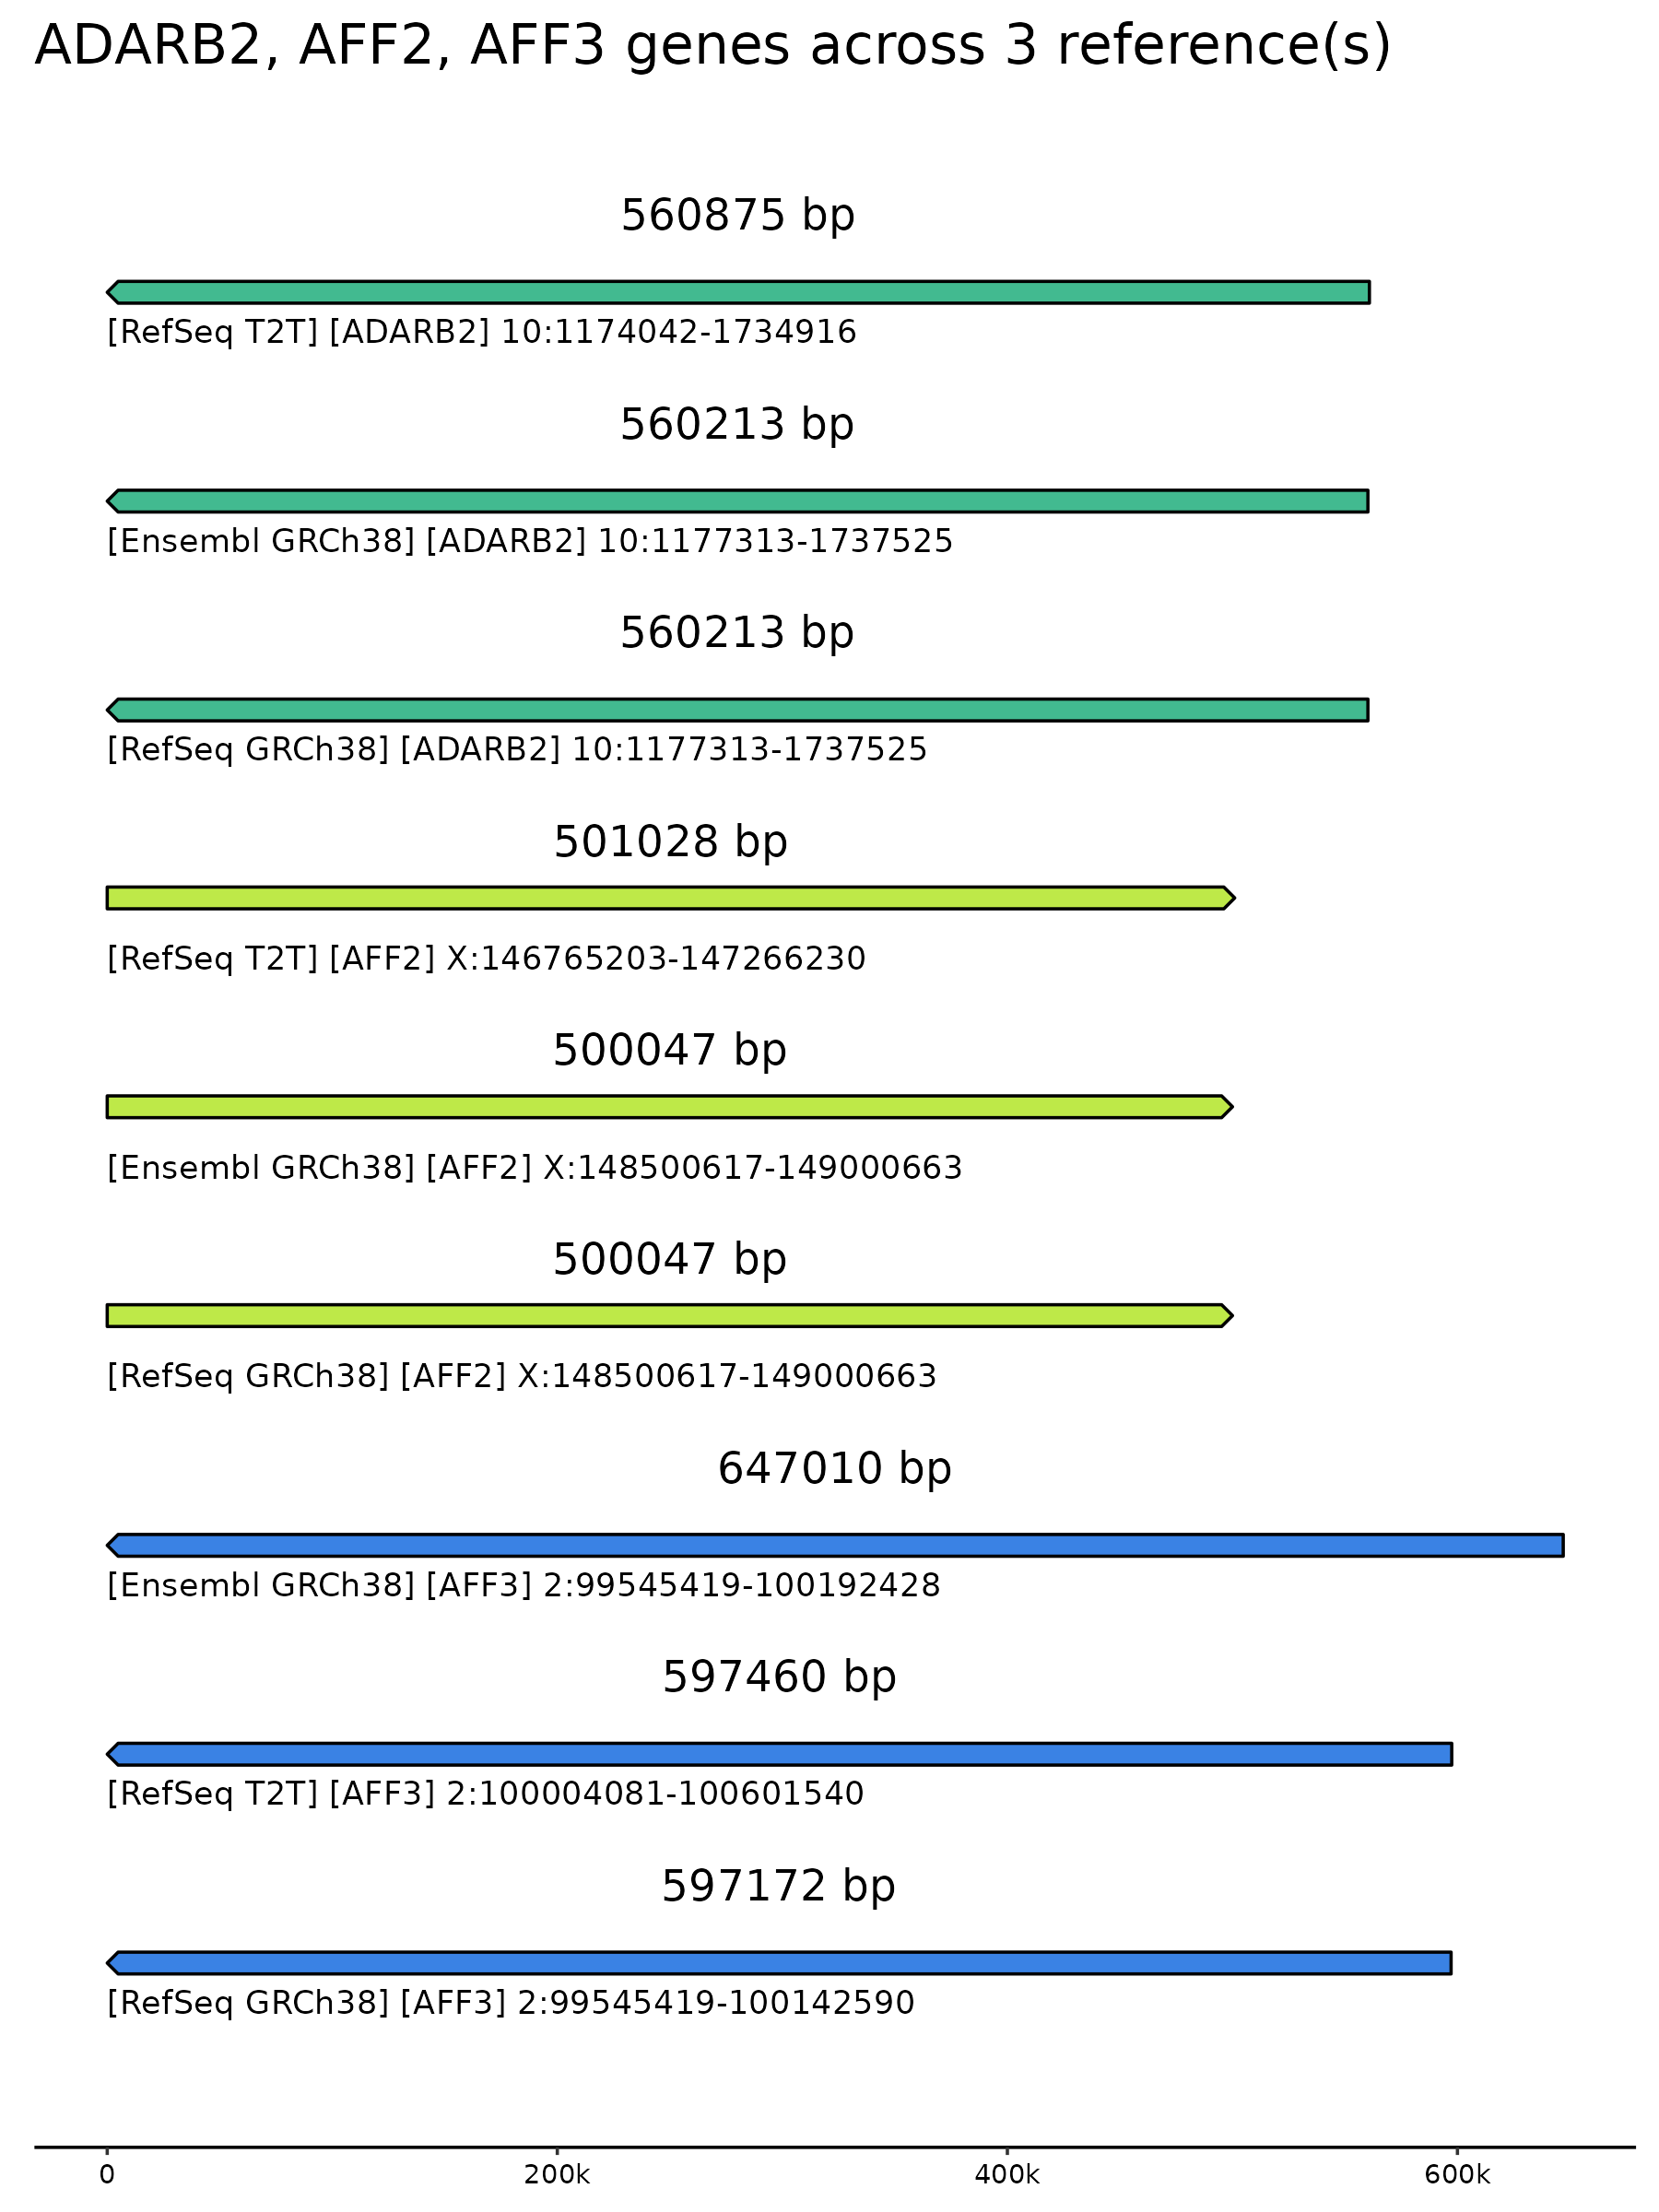 ADARB2, AFF2, AFF3 genes across 3 reference(s)
560875 bp
[RefSeq T2T] [ADARB2] 10:1174042-1734916
560213 bp
[Ensembl GRCh38] [ADARB2] 10:1177313-1737525
560213 bp
[RefSeq GRCh38] [ADARB2] 10:1177313-1737525
501028 bp
[RefSeq T2T] [AFF2] X:146765203-147266230
500047 bp
[Ensembl GRCh38] [AFF2] X:148500617-149000663
500047 bp
[RefSeq GRCh38] [AFF2] X:148500617-149000663
647010 bp
[Ensembl GRCh38] [AFF3] 2:99545419-100192428
597460 bp
[RefSeq T2T] [AFF3] 2:100004081-100601540
597172 bp
[RefSeq GRCh38] [AFF3] 2:99545419-100142590
0 200k 400k 600k